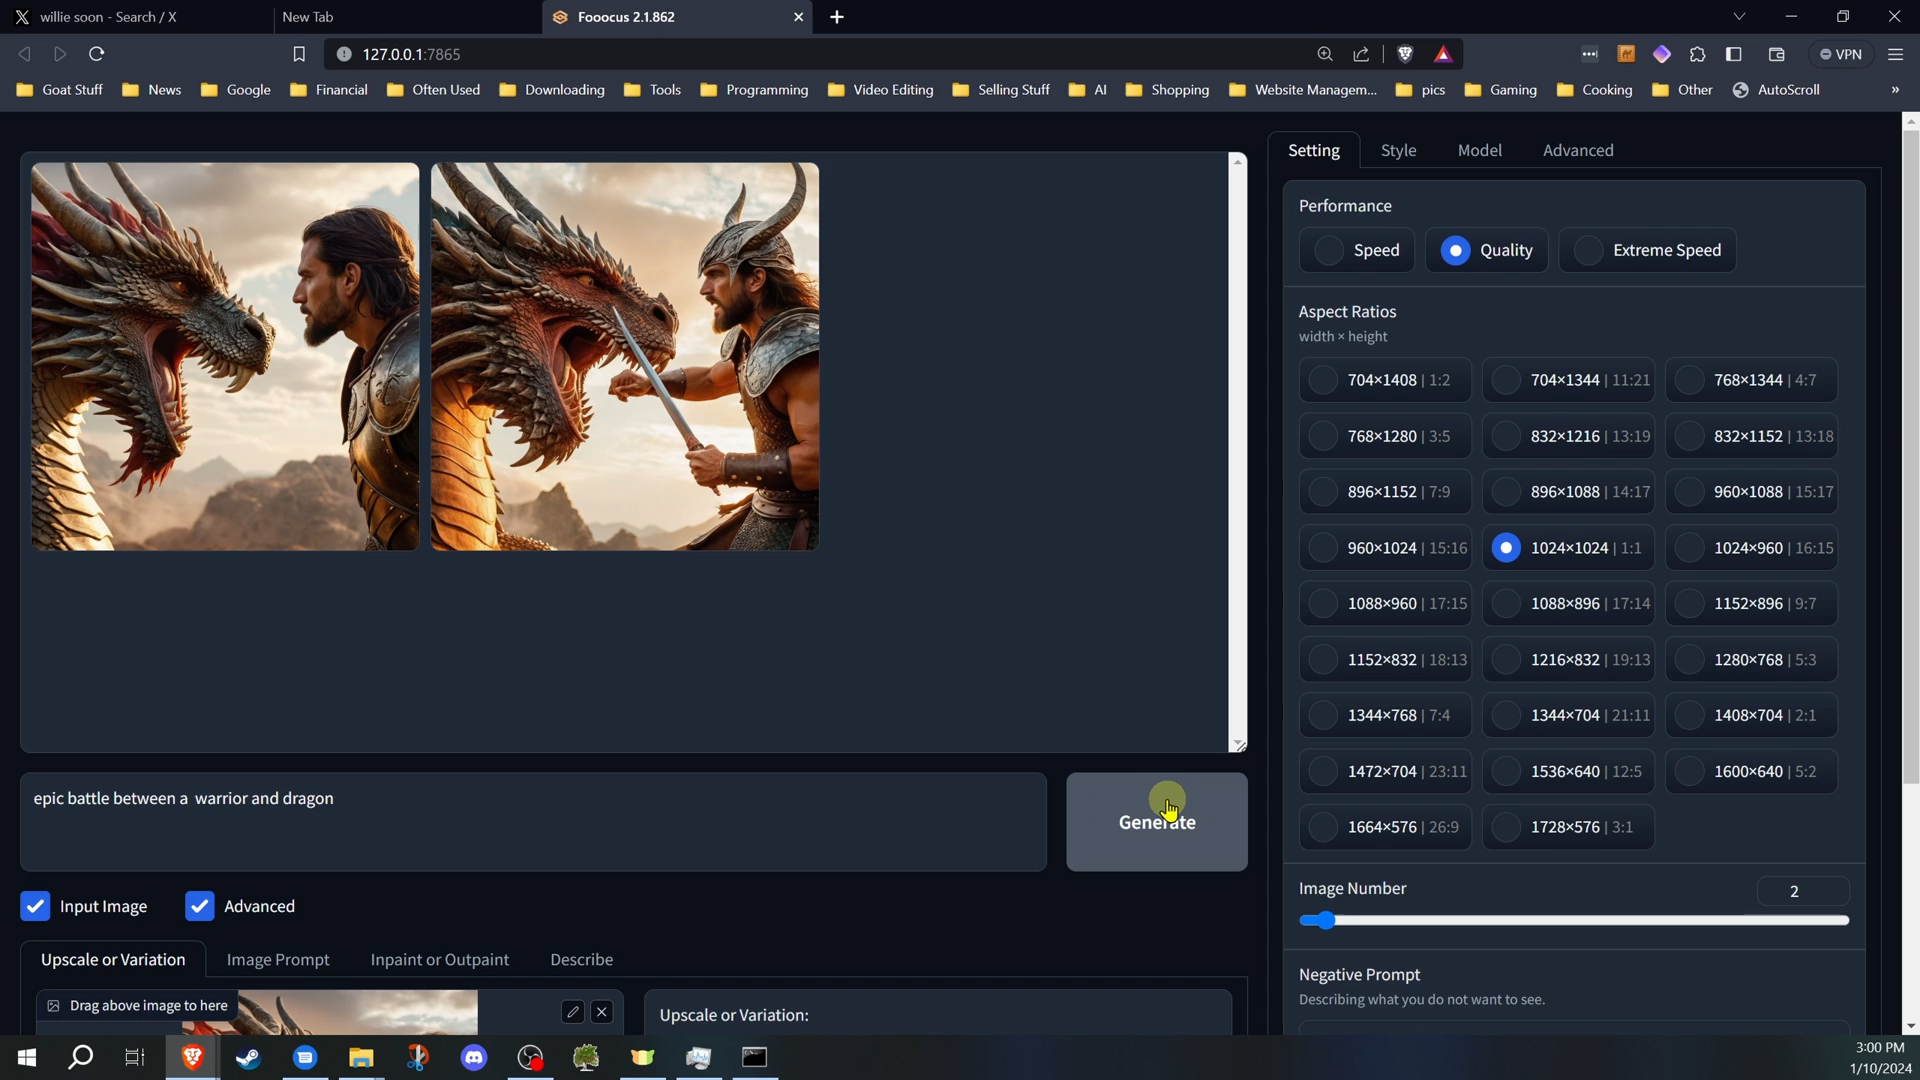 willie soon - Search / X
New Tab
Fooocus 2.1.862
127.0.0.1:7865
VPN
Goat Stuff
News
Google
Financial
Often Used
Downloading
Tools
Programming
Video Editing
Selling Stuff
AI
Shopping
Website Managem...
pics
Gaming
Cooking
Other
AutoScroll
»
Setting
Style
Model
Advanced
Performance
Speed
Quality
Extreme Speed
Aspect Ratios
width × height
704×1408 | 1:2
704×1344 | 11:21
768×1344 | 4:7
768×1280 | 3:5
832×1216 | 13:19
832×1152 | 13:18
896×1152 | 7:9
896×1088 | 14:17
960×1088 | 15:17
960×1024 | 15:16
1024×1024 | 1:1
1024×960 | 16:15
1088×960 | 17:15
1088×896 | 17:14
1152×896 | 9:7
1152×832 | 18:13
1216×832 | 19:13
1280×768 | 5:3
1344×768 | 7:4
1344×704 | 21:11
1408×704 | 2:1
1472×704 | 23:11
1536×640 | 12:5
1600×640 | 5:2
1664×576 | 26:9
1728×576 | 3:1
Image Number
2
Negative Prompt
Describing what you do not want to see.
epic battle between a  warrior and dragon
Generate
Input Image
Advanced
Upscale or Variation
Image Prompt
Inpaint or Outpaint
Describe
Drag above image to here
Upscale or Variation:
3:00 PM
1/10/2024